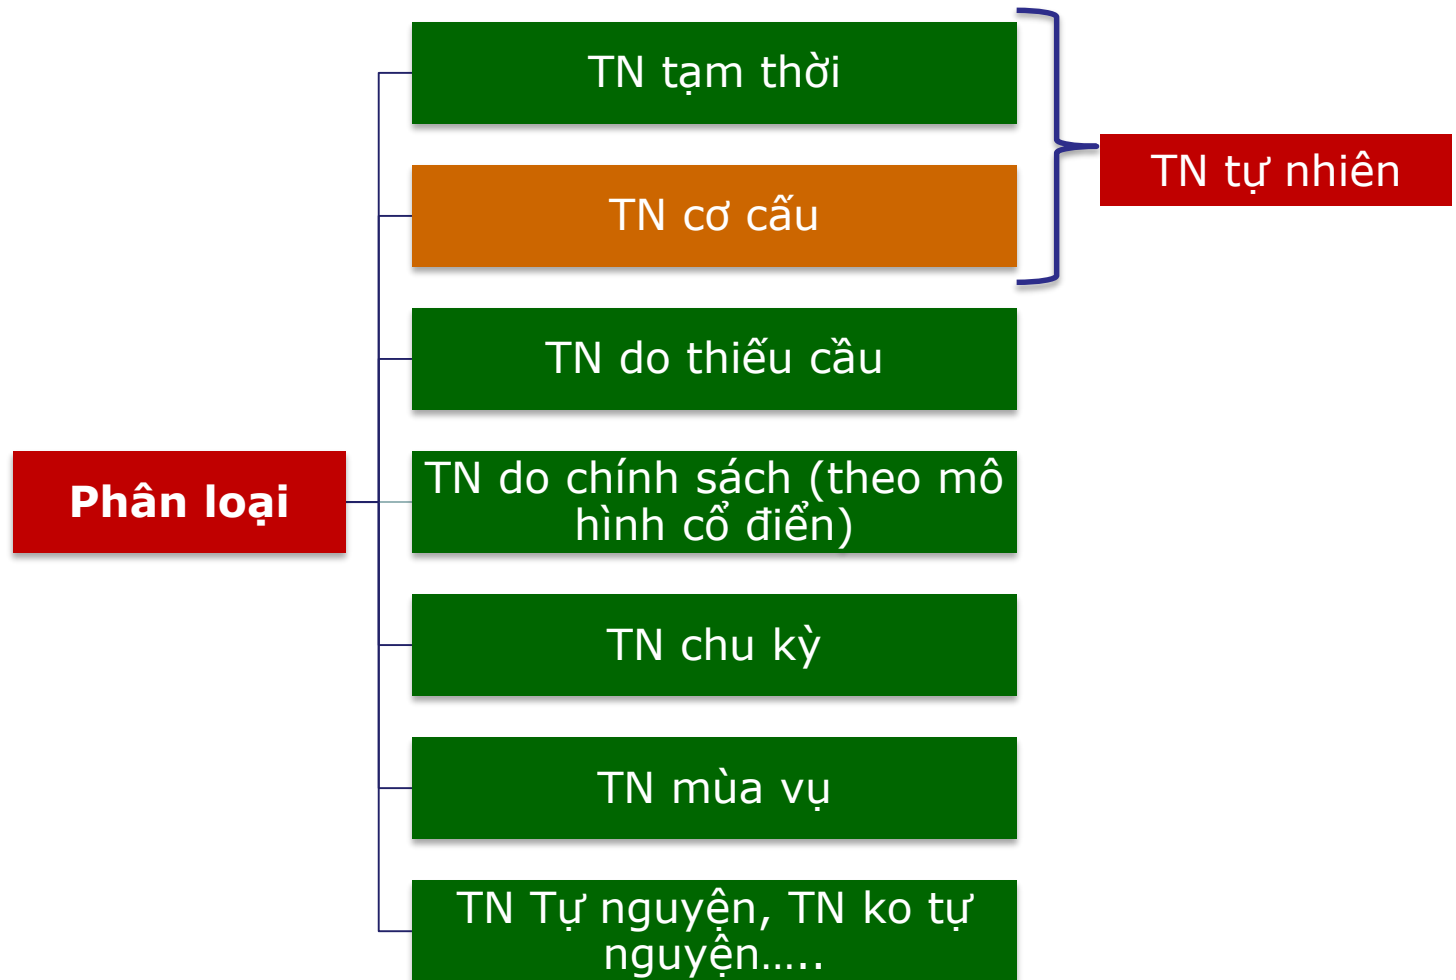 TN tạm thời
TN tự nhiên
TN cơ cấu
TN do thiếu cầu
Phân loại
TN do chính sách (theo mô
hình cổ điển)
TN chu kỳ
TN mùa vụ
TN Tự nguyện, TN ko tự
nguyện…..